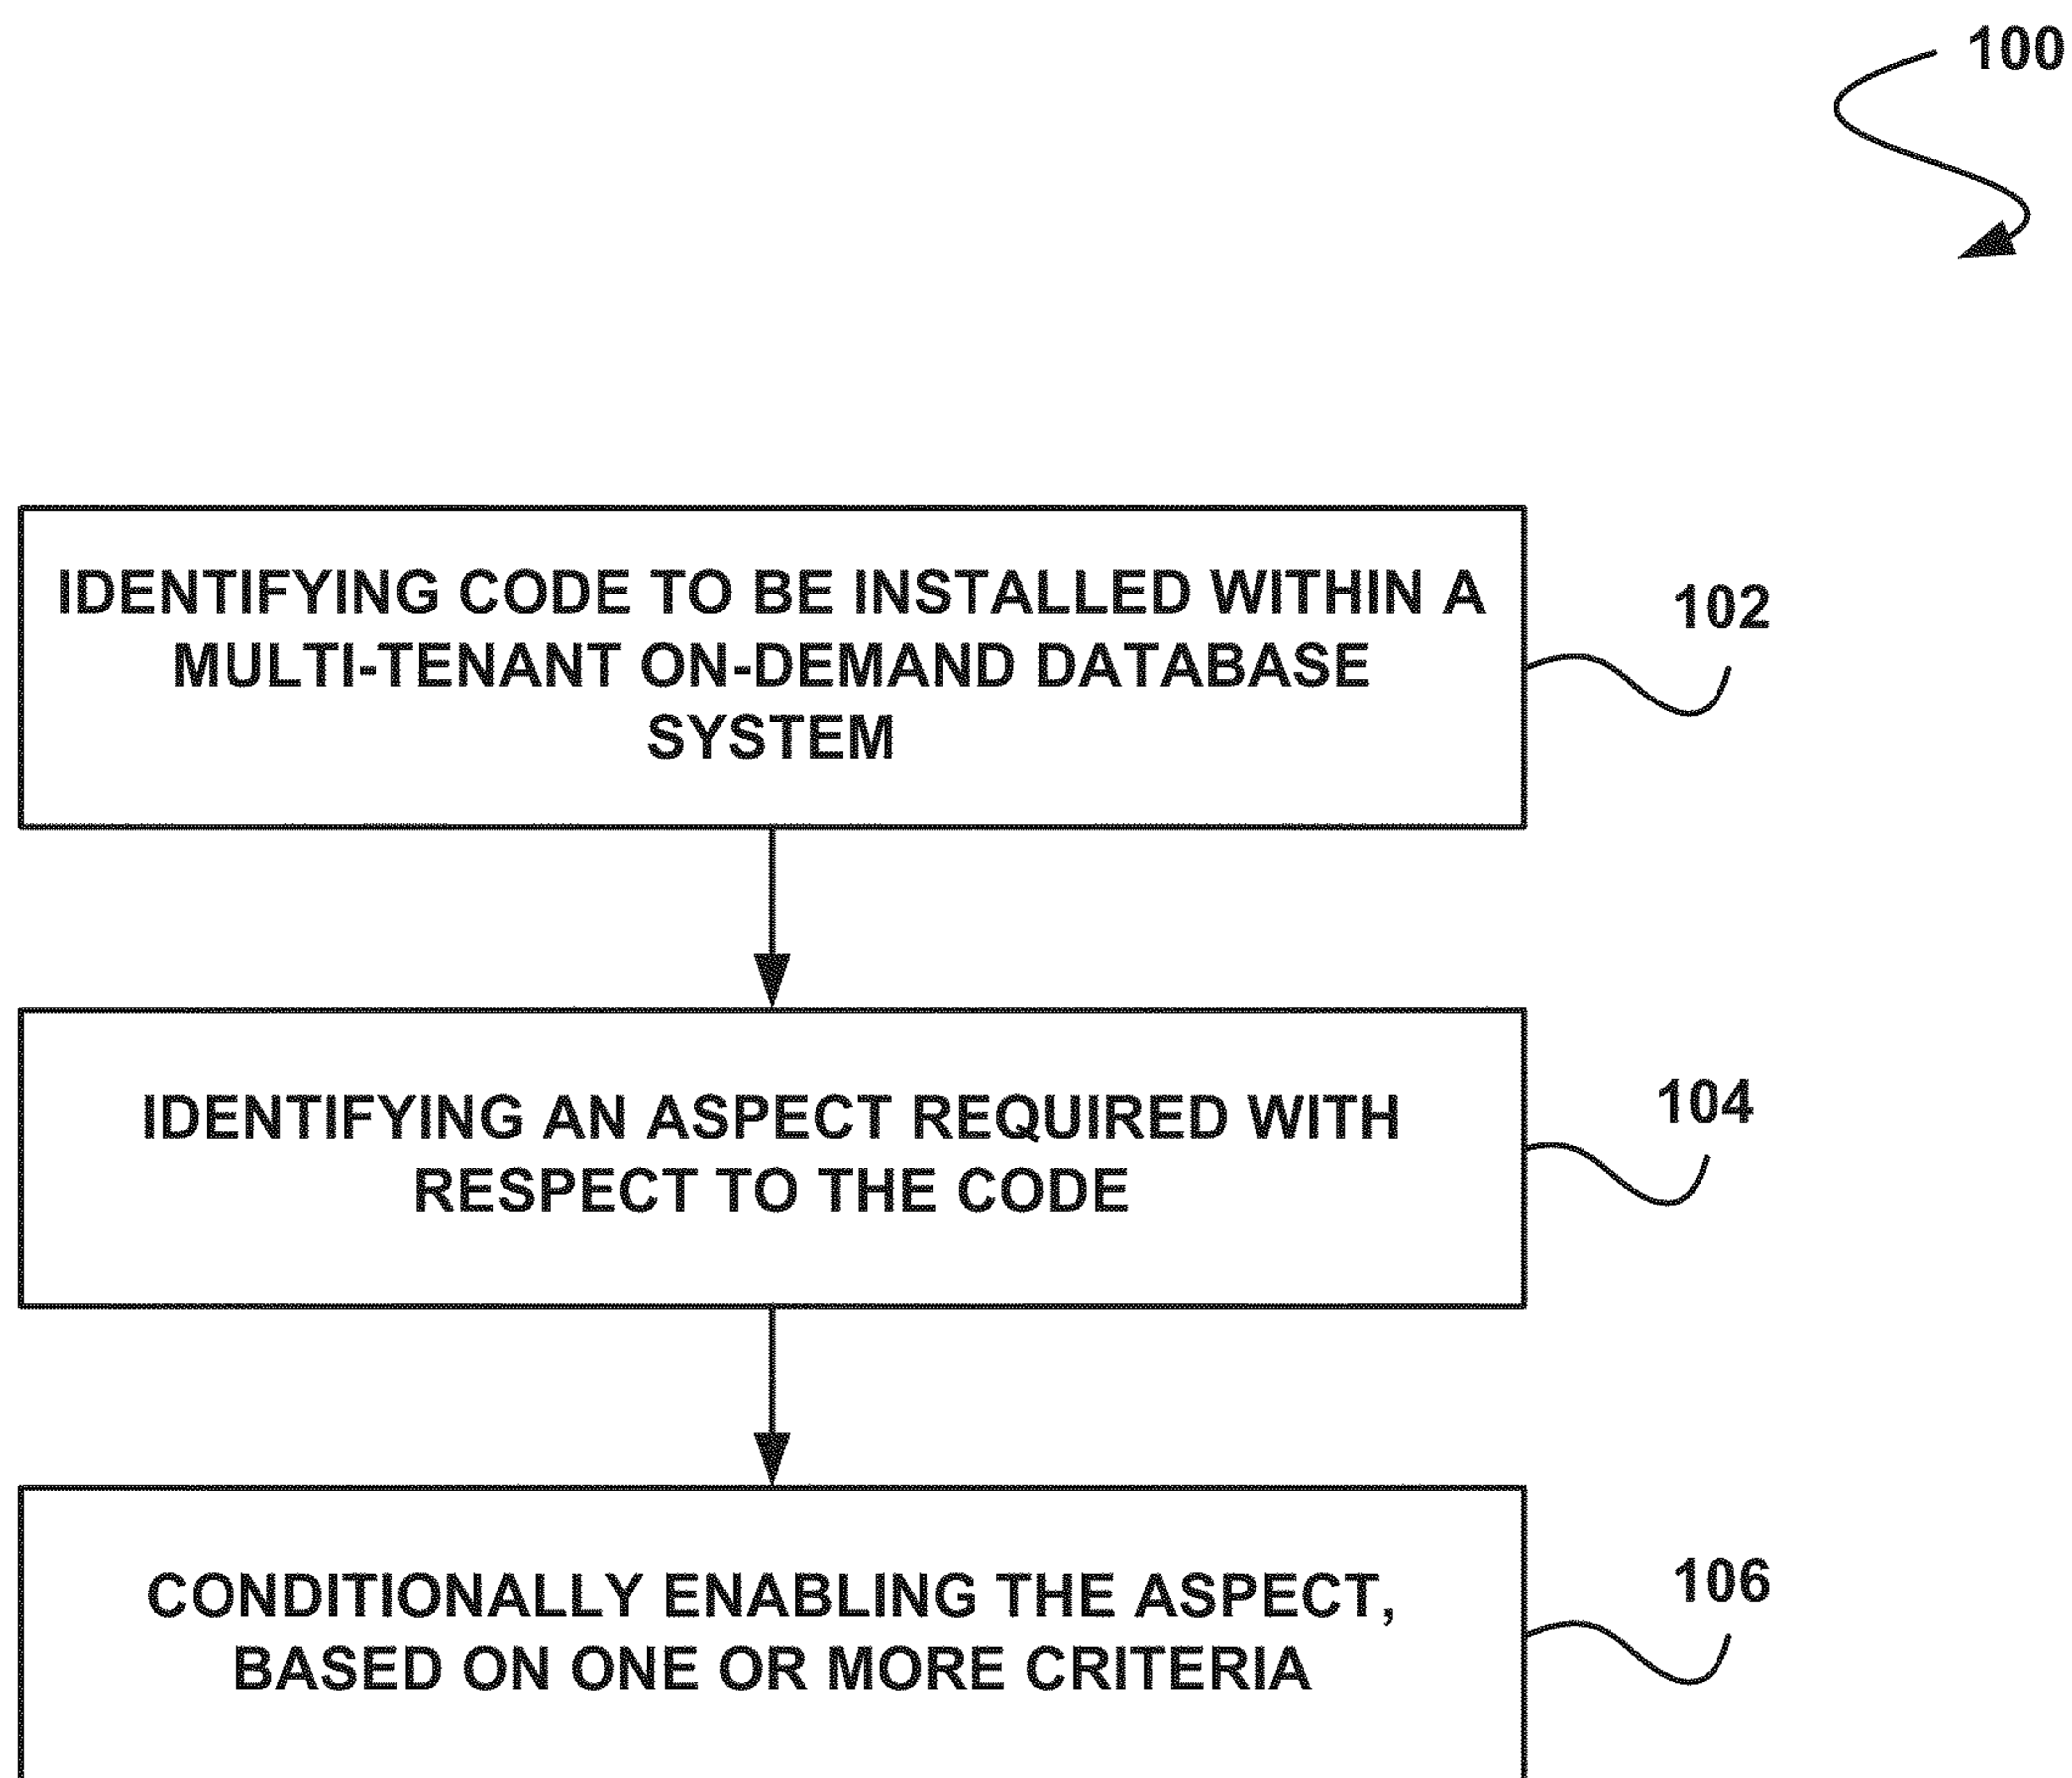 100
IDENTIFYING CODE TO BE INSTALLED WITHIN A
MULTI-TENANT ON-DEMAND DATABASE
SYSTEM
102
IDENTIFYING AN ASPECT REQUIRED WITH
RESPECT TO THE CODE
104
CONDITIONALLY ENABLING THE ASPECT,
BASED ON ONE OR MORE CRITERIA
106